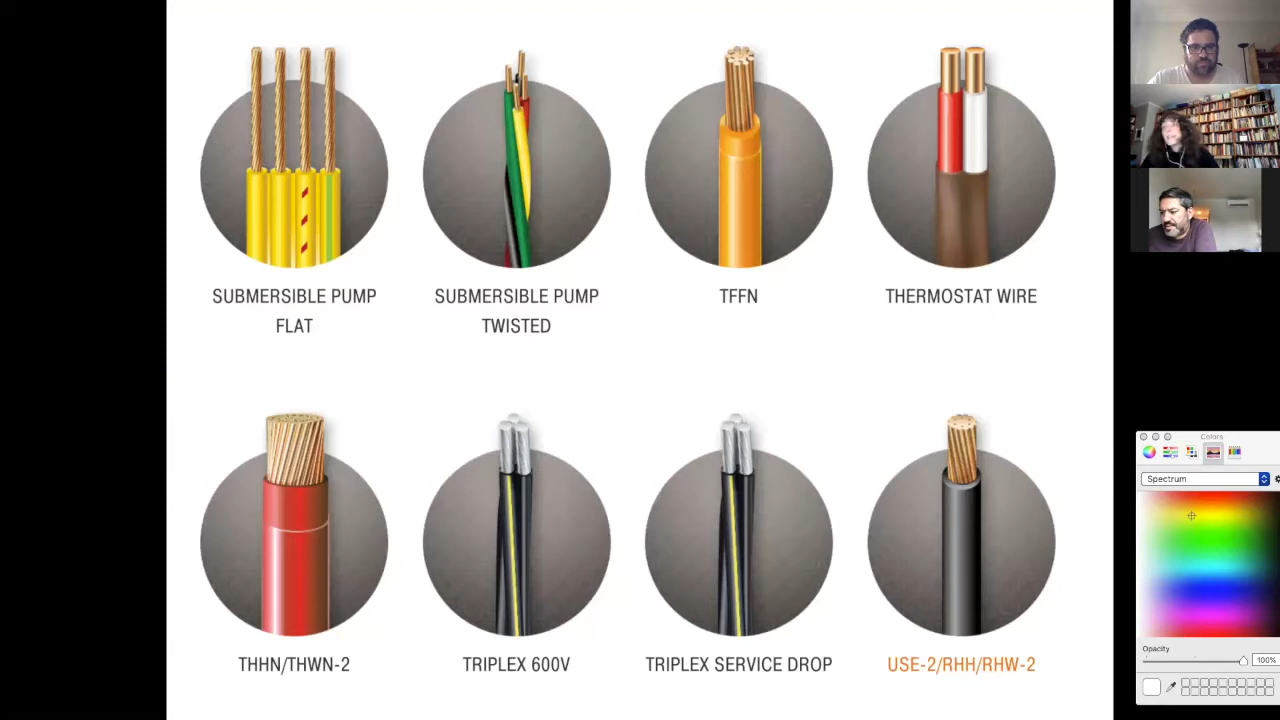 SUBMERSIBLE PUMP
FLAT
SUBMERSIBLE PUMP
TWISTED
TFFN
THERMOSTAT WIRE
THHN/THWN-2
TRIPLEX 600V
TRIPLEX SERVICE DROP
USE-2/RHH/RHW-2
Colors
Spectrum
Opacity
100%